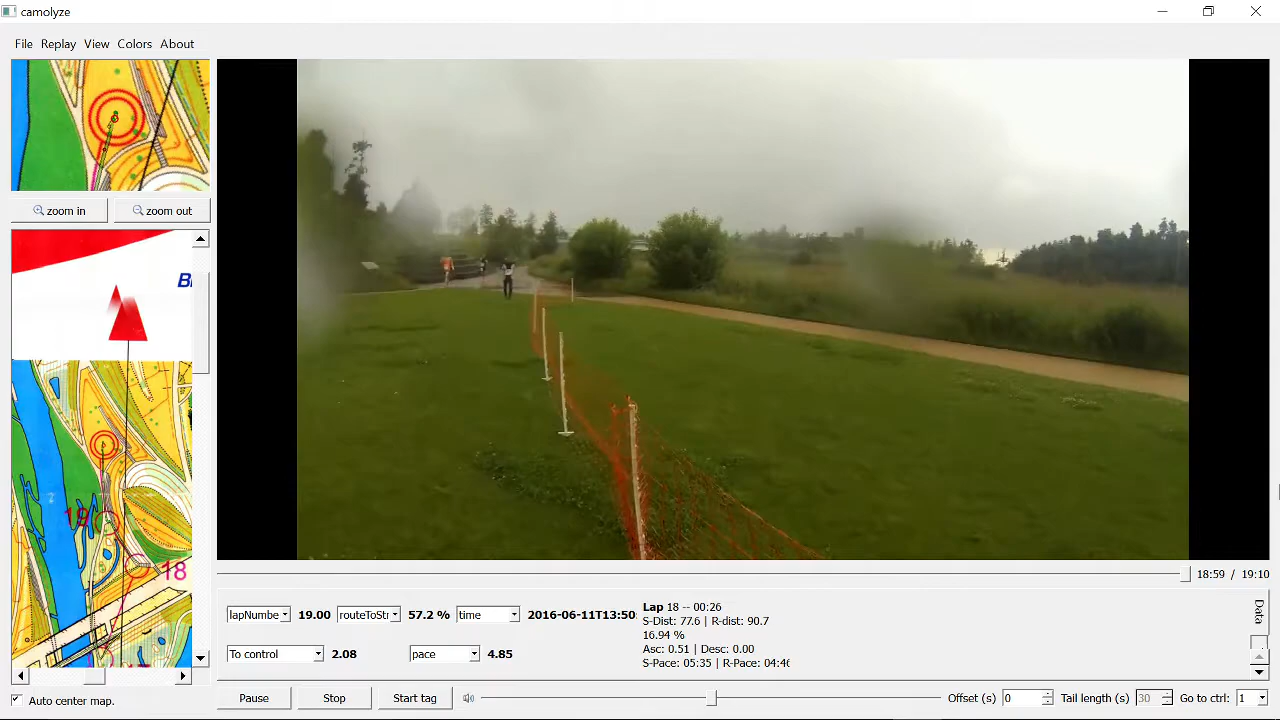 camolyze
File Replay View Colors About
zoom in
zoom out
19
18
18:59 / 19:10
lapNumbe 19.00 routeToStr 57.2 % time 2016-06-11T13:50:
To control 2.08 pace 4.85
Lap 18 -- 00:26
S-Dist: 77.6 | R-dist: 90.7
16.94 %
Asc: 0.51 | Desc: 0.00
S-Pace: 05:35 | R-Pace: 04:4
Data
Auto center map.
Pause
Stop
Start tag
Offset (s) 0
Tail length (s) 30
Go to ctrl: 1